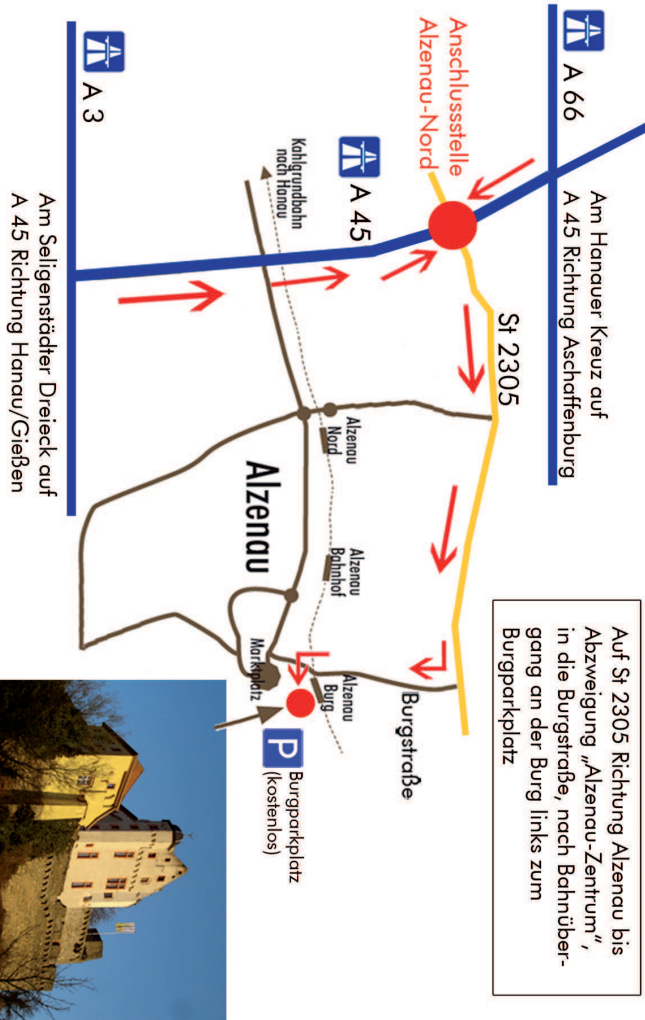 A 66
Am Hanauer Kreuz auf
A 45 Richtung Aschaffenburg
Anschlussstelle
Alzenau-Nord
St 2305
Auf St 2305 Richtung Alzenau bis
Abzweigung „Alzenau-Zentrum“,
in die Burgstraße, nach Bahnüber-
gang an der Burg links zum
Burgparkplatz
A 45
Kahlgrundbahn
nach Hanau
Alzenau
Nord
Alzenau
Bahnhof
Alzenau
Burg
Burgstraße
Alzenau
Marktplatz
P
Burgparkplatz
(kostenlos)
A 3
Am Seligenstädter Dreieck auf
A 45 Richtung Hanau/Gießen